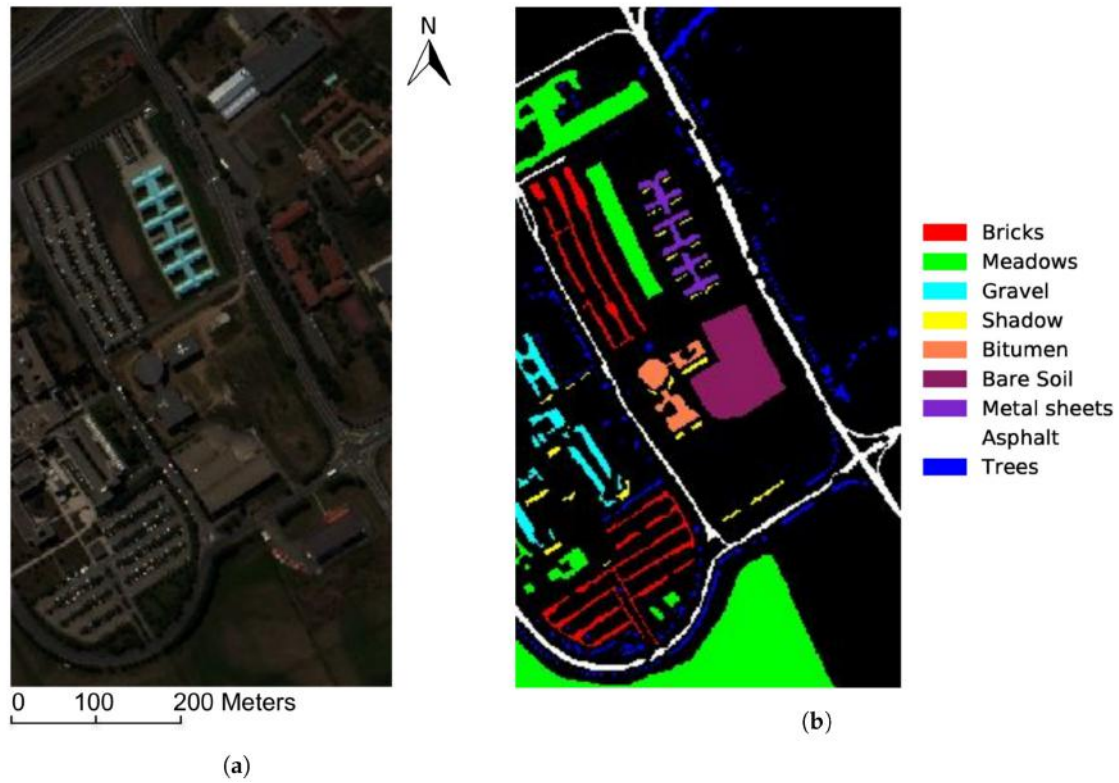 N
Bricks
Meadows
Gravel
Shadow
Bitumen
Bare Soil
Metal sheets
Asphalt
Trees
0 100 200 Meters
(a)
(b)